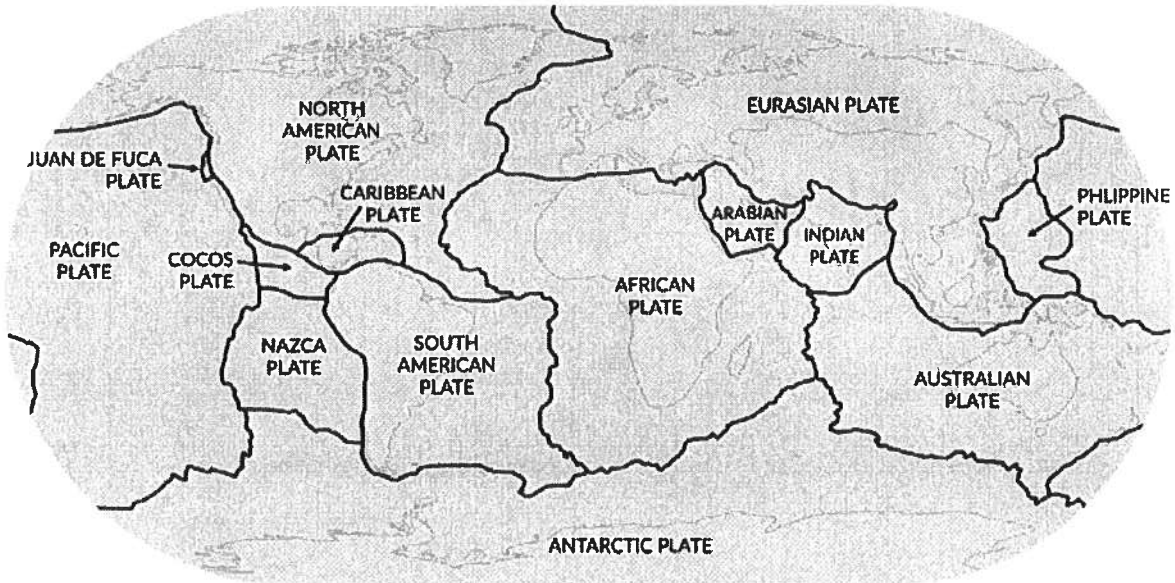 NORTH
AMERICAN
PLATE
EURASIAN PLATE
JUAN DE FUCA
PLATE
CARIBBEAN
PLATE
ARABIAN
PLATE
PHLIPPINE
PLATE
PACIFIC
PLATE
COCOS
PLATE
INDIAN
PLATE
AFRICAN
PLATE
NAZCA
PLATE
SOUTH
AMERICAN
PLATE
AUSTRALIAN
PLATE
ANTARCTIC PLATE